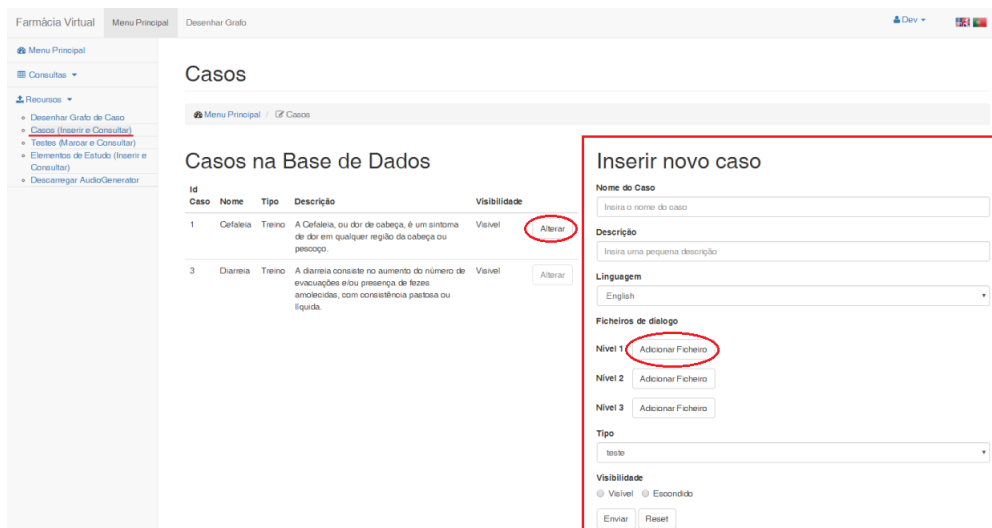 Farmácia Virtual
Menu Principal
Desenhar Grafo
Dev
Menu Principal
Consultas
Recursos
Desenhar Grafo de Caso
Casos (Inserir e Consultar)
Testes (Marcar e Consultar)
Elementos de Estudo (Inserir e
Consultar)
Descarregar AudioGenerator
Casos
Menu Principal / Casos
Casos na Base de Dados
Id
Caso Nome Tipo Descrição Visibilidade
1 Cefaleia Treino A Cefaleia, ou dor de cabeça, é um sintoma Visivel Alterar
de dor em qualquer região da cabeça ou
pescoço.
3 Diarreia Treino A diarreia consiste no aumento do número de Visivel Alterar
evacuações e/ou presença de fezes
amolecidas, com consistência pastosa ou
líquida.
Inserir novo caso
Nome do Caso
Insira o nome do caso
Descrição
Insira uma pequena descrição
Linguagem
English
Ficheiros de dialogo
Nível 1 Adicionar Ficheiro
Nível 2 Adicionar Ficheiro
Nível 3 Adicionar Ficheiro
Tipo
teste
Visibilidade
Visível Escondido
Enviar Reset